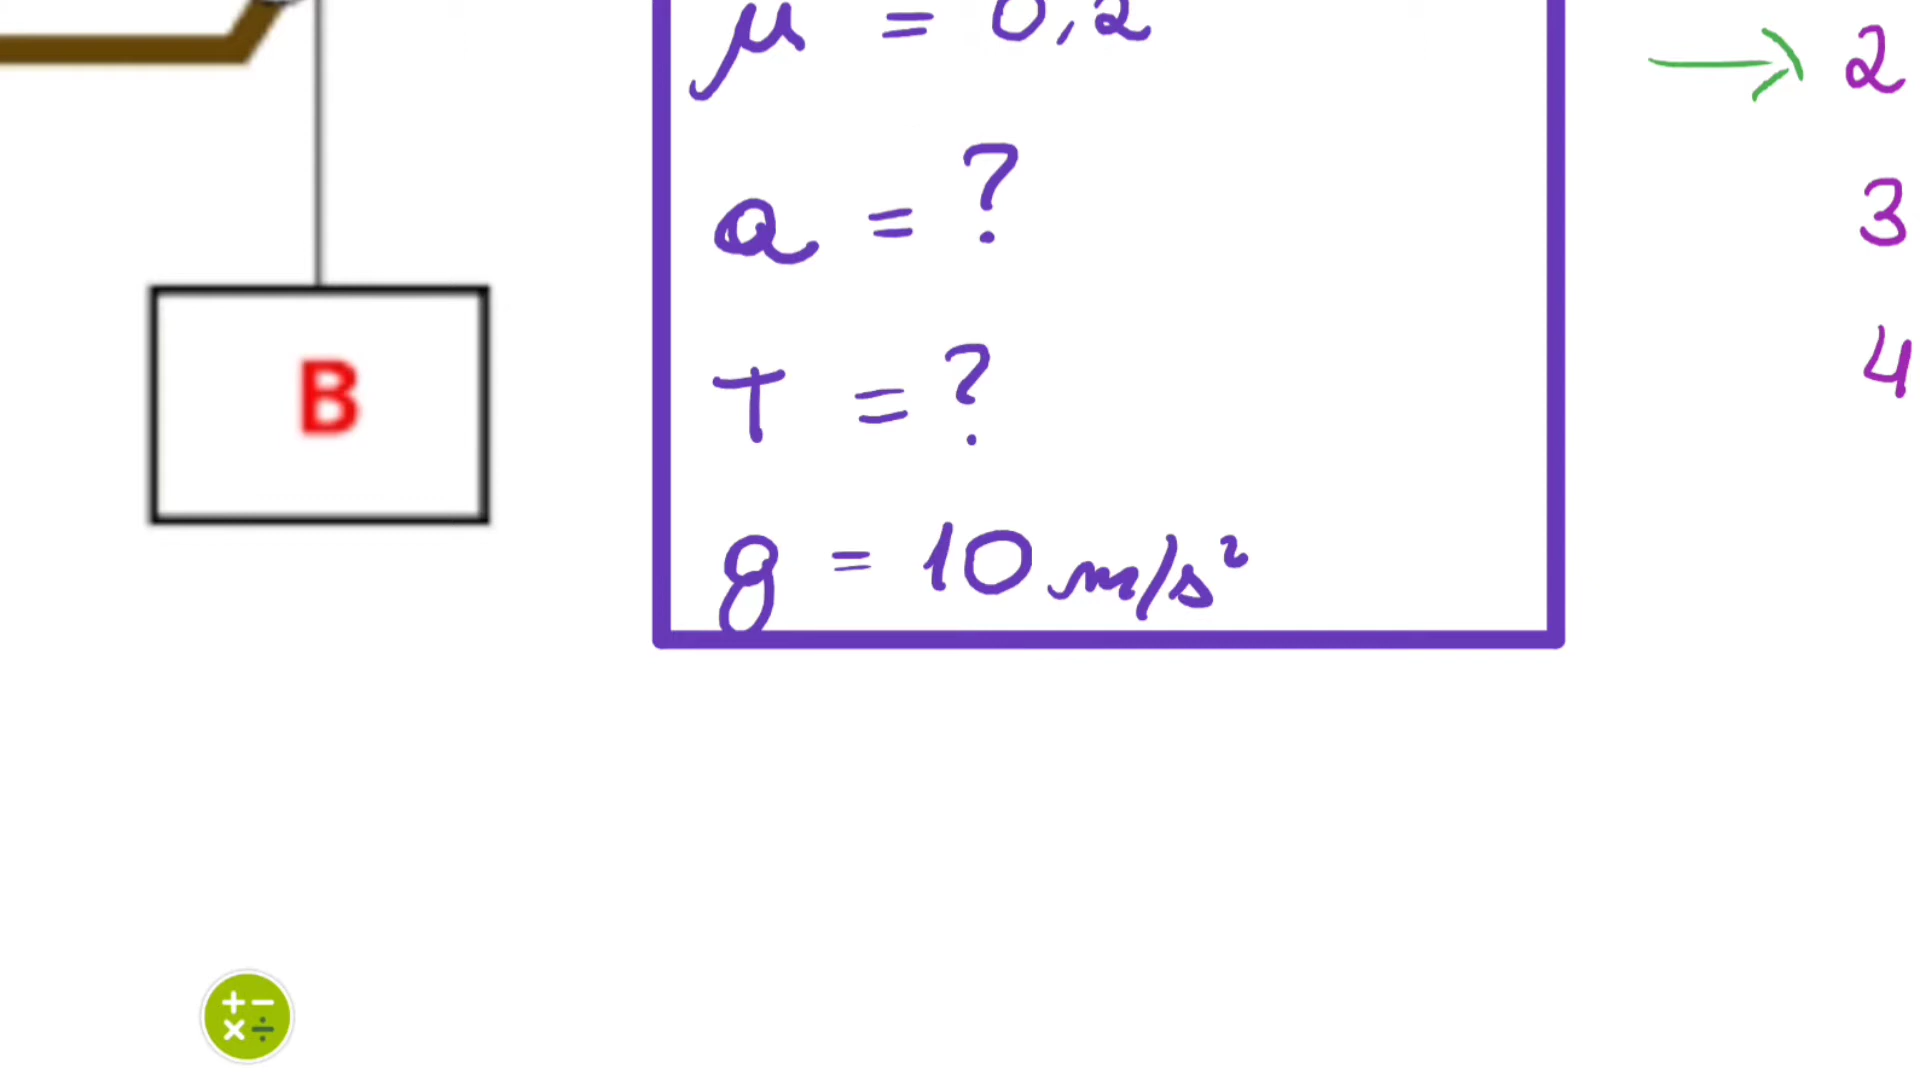 μ = 0,2
a = ?
T = ?
g = 10 m/s²
B
→ 2
3
4
+ − × ÷